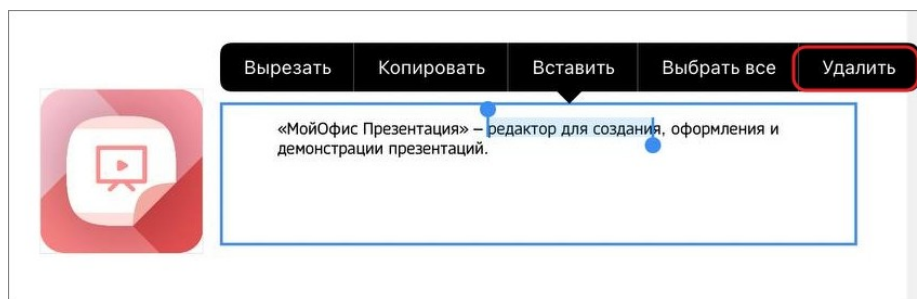 Вырезать Копировать Вставить Выбрать все Удалить
«МойОфис Презентация» – редактор для создания, оформления и
демонстрации презентаций.